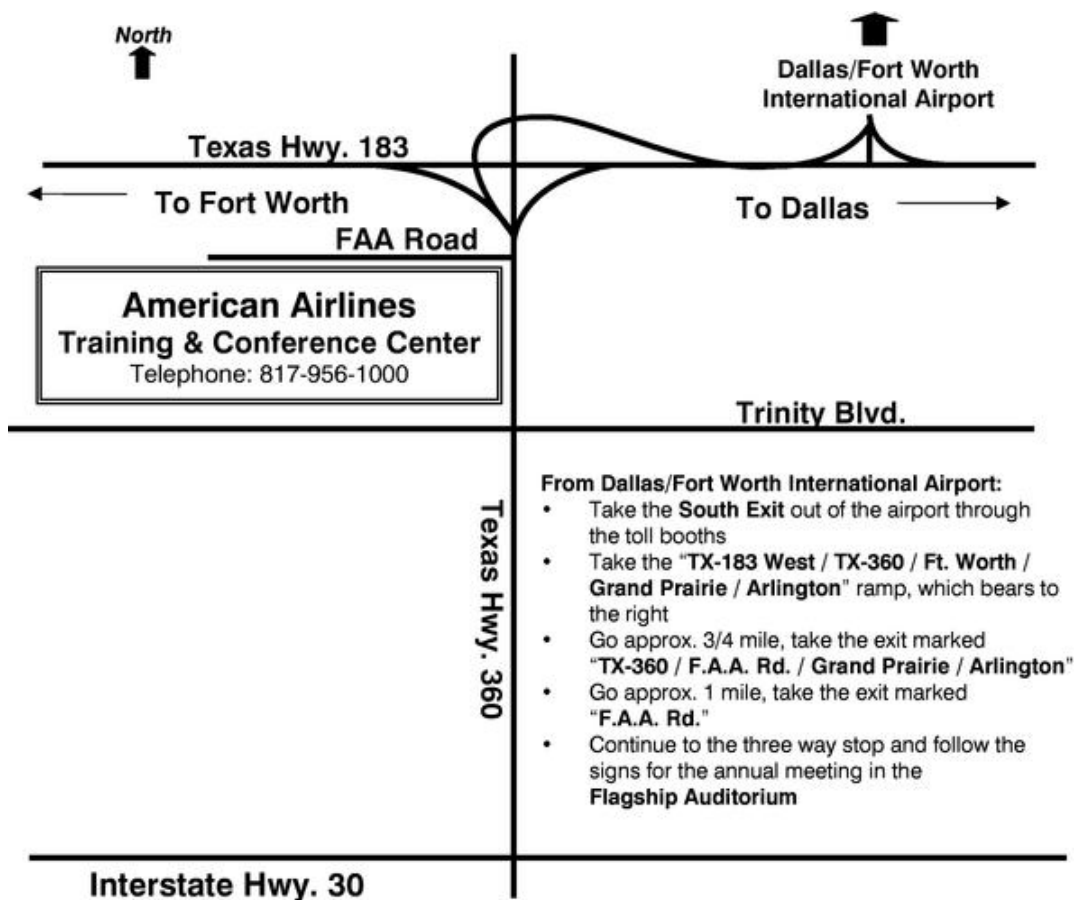 North
Dallas/Fort Worth
International Airport
Texas Hwy. 183
To Fort Worth
To Dallas
FAA Road
American Airlines
Training & Conference Center
Telephone: 817-956-1000
Trinity Blvd.
Texas Hwy. 360
From Dallas/Fort Worth International Airport:
• Take the South Exit out of the airport through
the toll booths
• Take the “TX-183 West / TX-360 / Ft. Worth /
Grand Prairie / Arlington” ramp, which bears to
the right
• Go approx. 3/4 mile, take the exit marked
“TX-360 / F.A.A. Rd. / Grand Prairie / Arlington”
• Go approx. 1 mile, take the exit marked
“F.A.A. Rd.”
• Continue to the three way stop and follow the
signs for the annual meeting in the
Flagship Auditorium
Interstate Hwy. 30